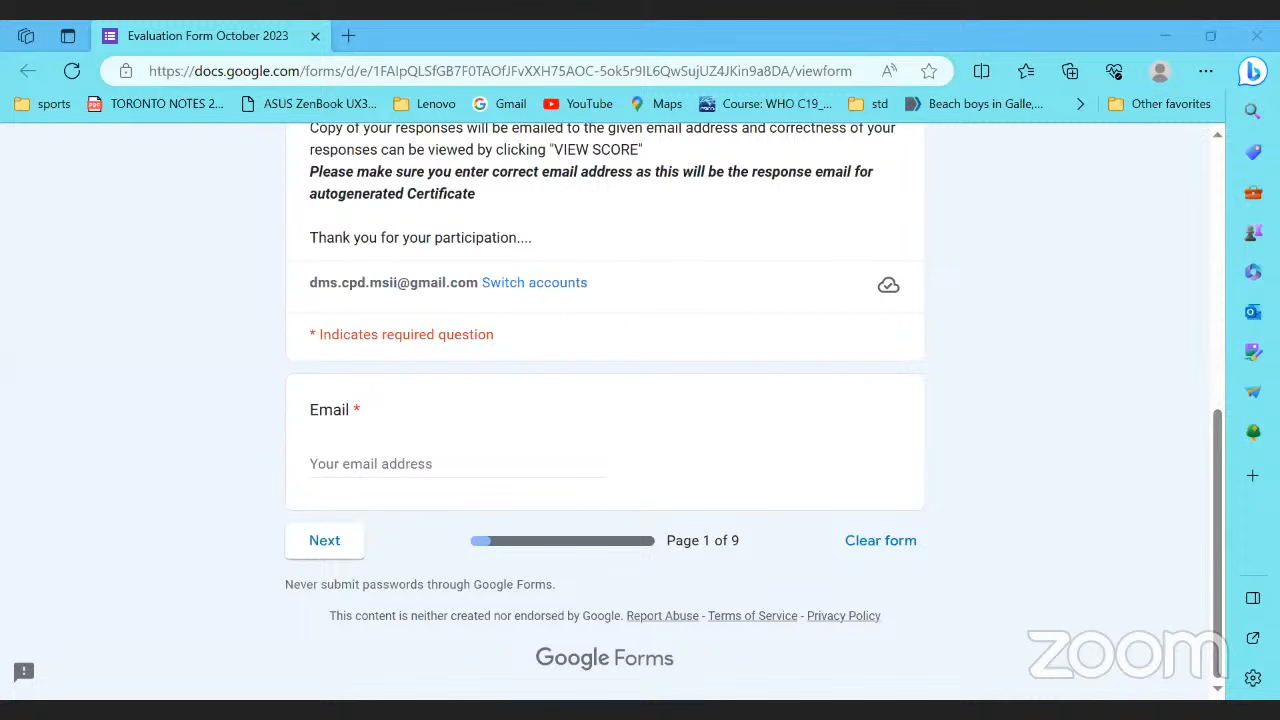 Evaluation Form October 2023
https://docs.google.com/forms/d/e/1FAIpQLSfGB7F0TAOfJFvXXH75AOC-5ok5r9IL6QwSujUZ4JKin9a8DA/viewform
sports
TORONTO NOTES 2...
ASUS ZenBook UX3...
Lenovo
Gmail
YouTube
Maps
Course: WHO C19_...
std
Beach boys in Galle,...
Other favorites
Copy of your responses will be emailed to the given email address and correctness of your
responses can be viewed by clicking "VIEW SCORE"
Please make sure you enter correct email address as this will be the response email for
autogenerated Certificate
Thank you for your participation....
dms.cpd.msii@gmail.com Switch accounts
* Indicates required question
Email *
Your email address
Next
Page 1 of 9
Clear form
Never submit passwords through Google Forms.
This content is neither created nor endorsed by Google. Report Abuse - Terms of Service - Privacy Policy
Google Forms
zoom